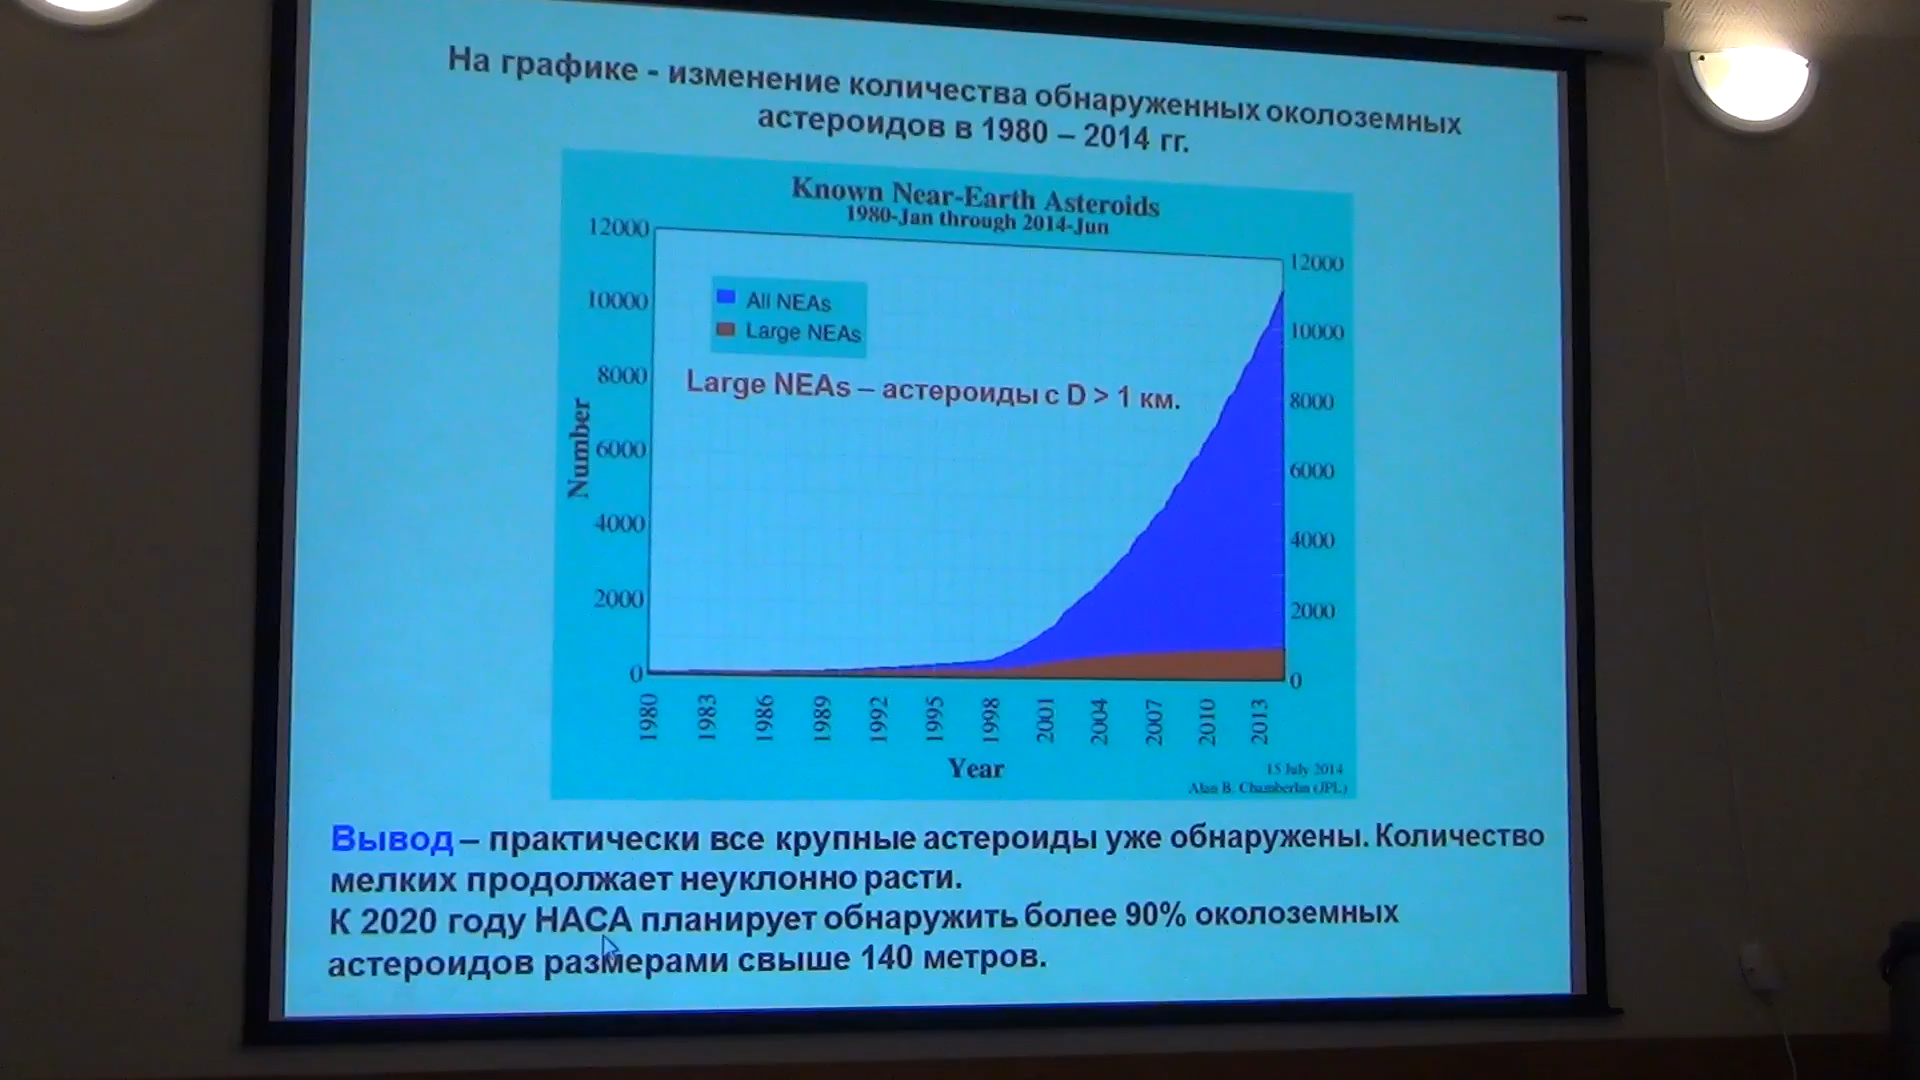 На графике - изменение количества обнаруженных околоземных
астероидов в 1980 – 2014 гг.
Known Near-Earth Asteroids
1980-Jan through 2014-Jun
12000
10000
8000
6000
4000
2000
0
Number
All NEAs
Large NEAs
Large NEAs – астероиды с D > 1 км.
12000
10000
8000
6000
4000
2000
0
1980 1983 1986 1989 1992 1995 1998 2001 2004 2007 2010 2013
Year
15 July 2014
Alan B. Chamberlin (JPL)
Вывод – практически все крупные астероиды уже обнаружены. Количество
мелких продолжает неуклонно расти.
К 2020 году НАСА планирует обнаружить более 90% околоземных
астероидов размерами свыше 140 метров.